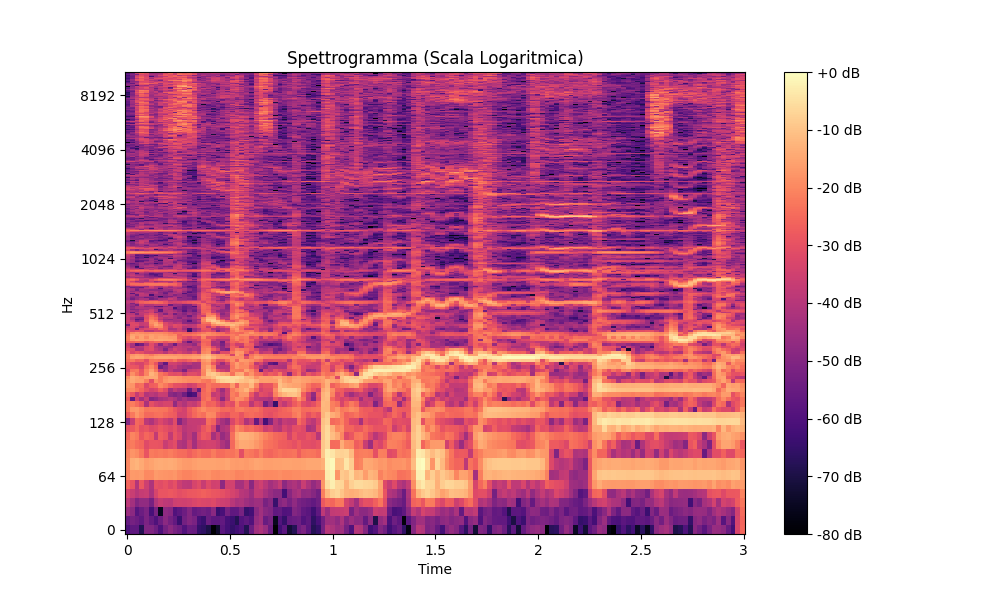 Spettrogramma (Scala Logaritmica)
Hz
8192
4096
2048
1024
512
256
128
64
0
0
0.5
1
1.5
2
2.5
3
Time
+0 dB
-10 dB
-20 dB
-30 dB
-40 dB
-50 dB
-60 dB
-70 dB
-80 dB